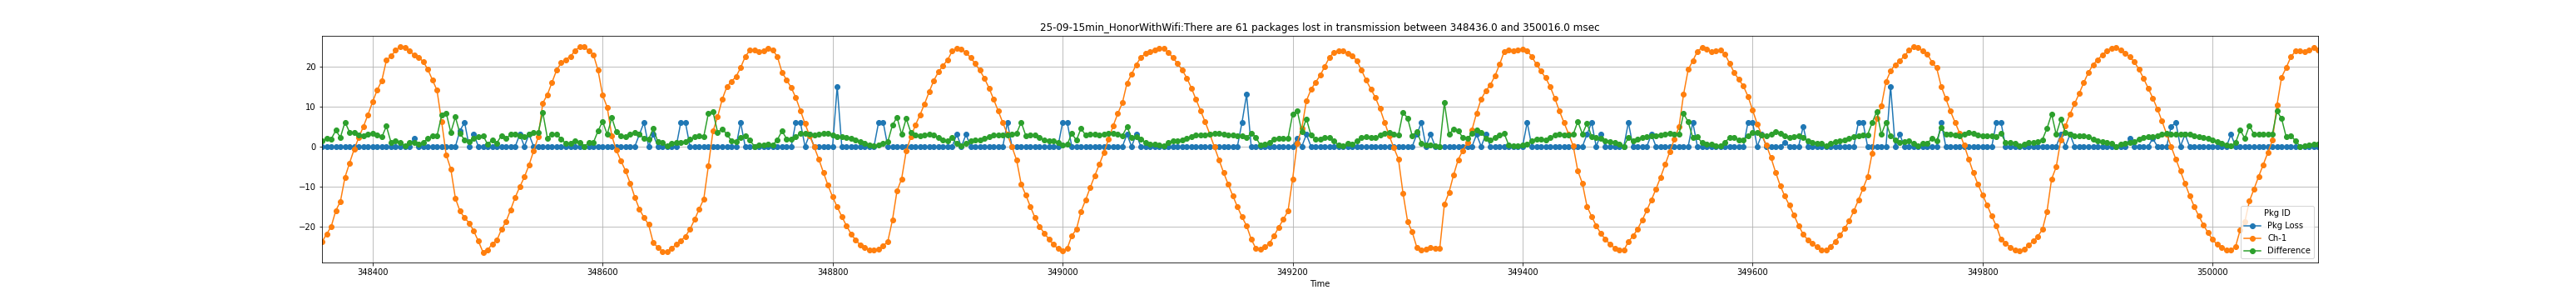 25-09-15min_HonorWithWifi:There are 61 packages lost in transmission between 348436.0 and 350016.0 msec
20
10
0
−10
−20
348400 348600 348800 349000 349200 349400 349600 349800 350000
Time
Pkg ID
Pkg Loss
Ch-1
Difference